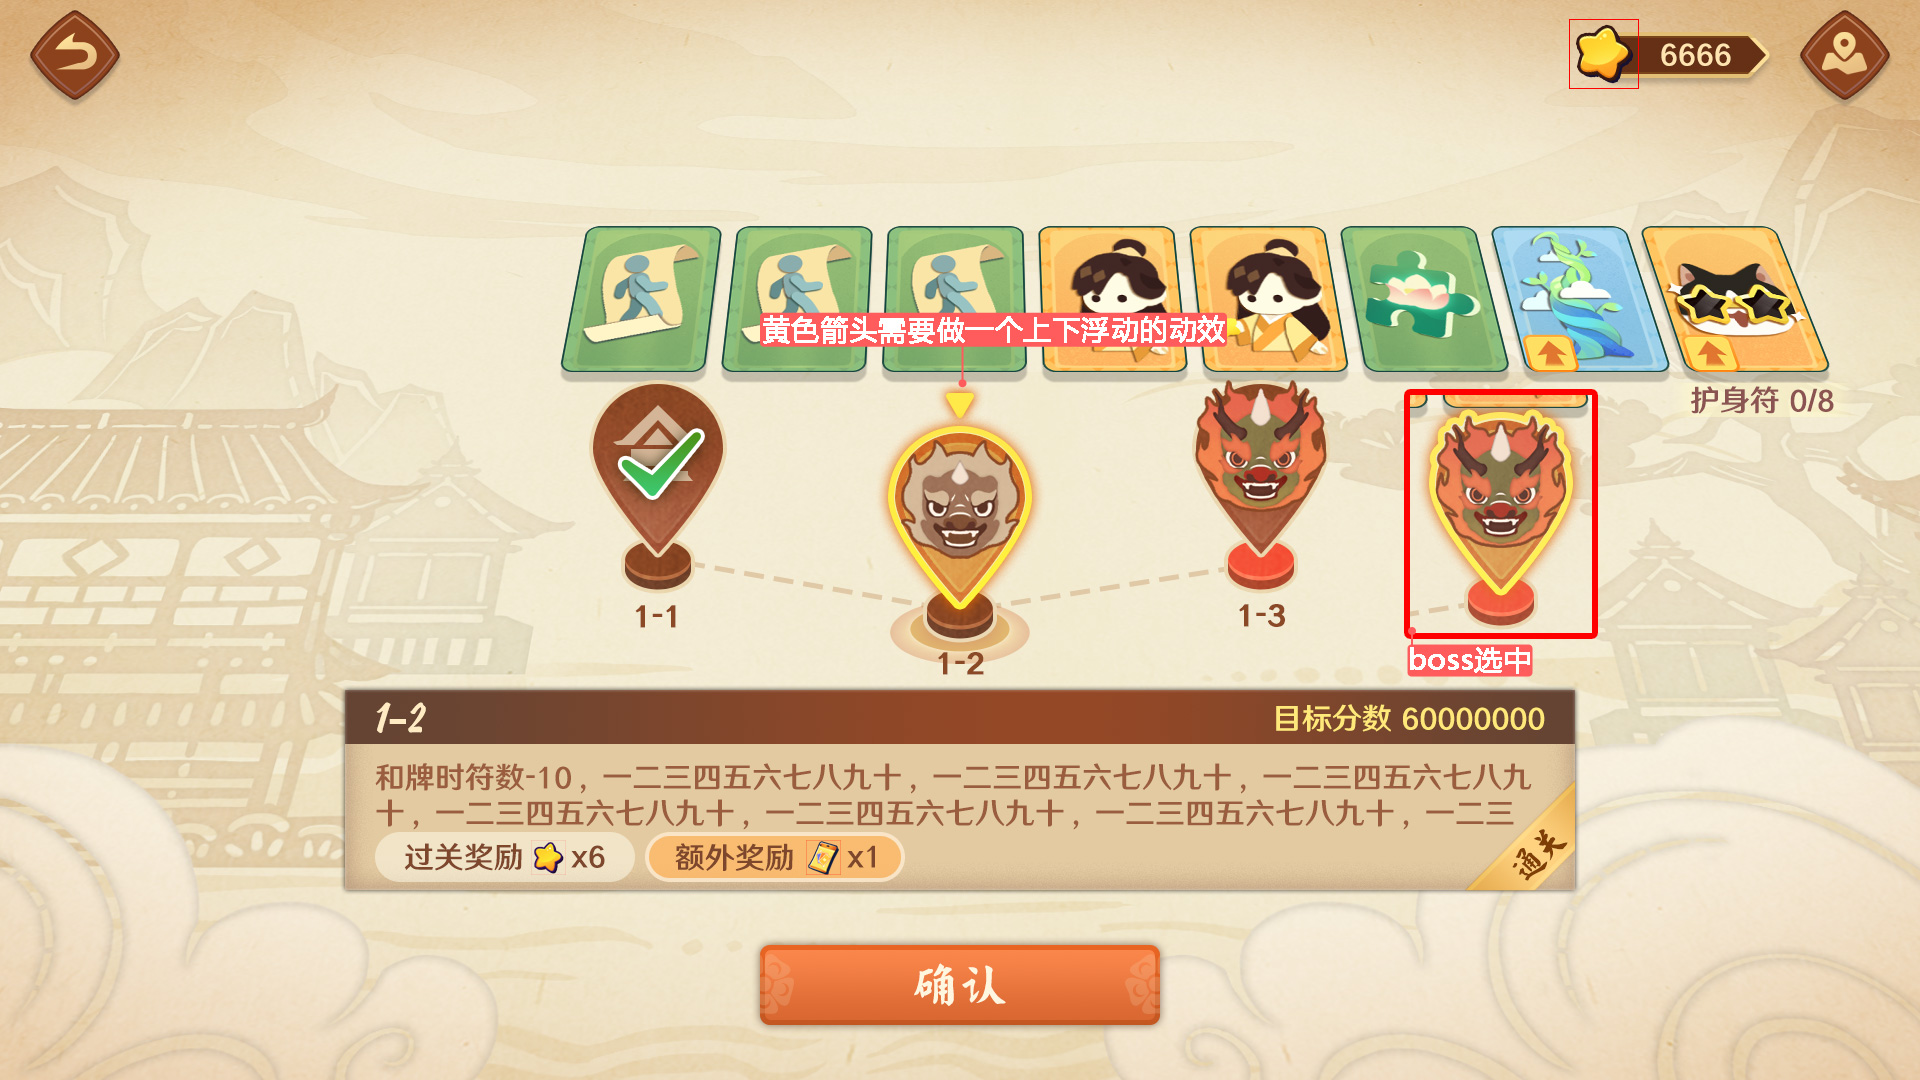 6666
黄色箭头需要做一个上下浮动的动效
护身符 0/8
1-1
1-2
1-3
boss选中
1-2
目标分数 60000000
和牌时符数-10，一二三四五六七八九十，一二三四五六七八九十，一二三四五六七八九
十，一二三四五六七八九十，一二三四五六七八九十，一二三四五六七八九十，一二三
过关奖励 x6
额外奖励 x1
通关
确认